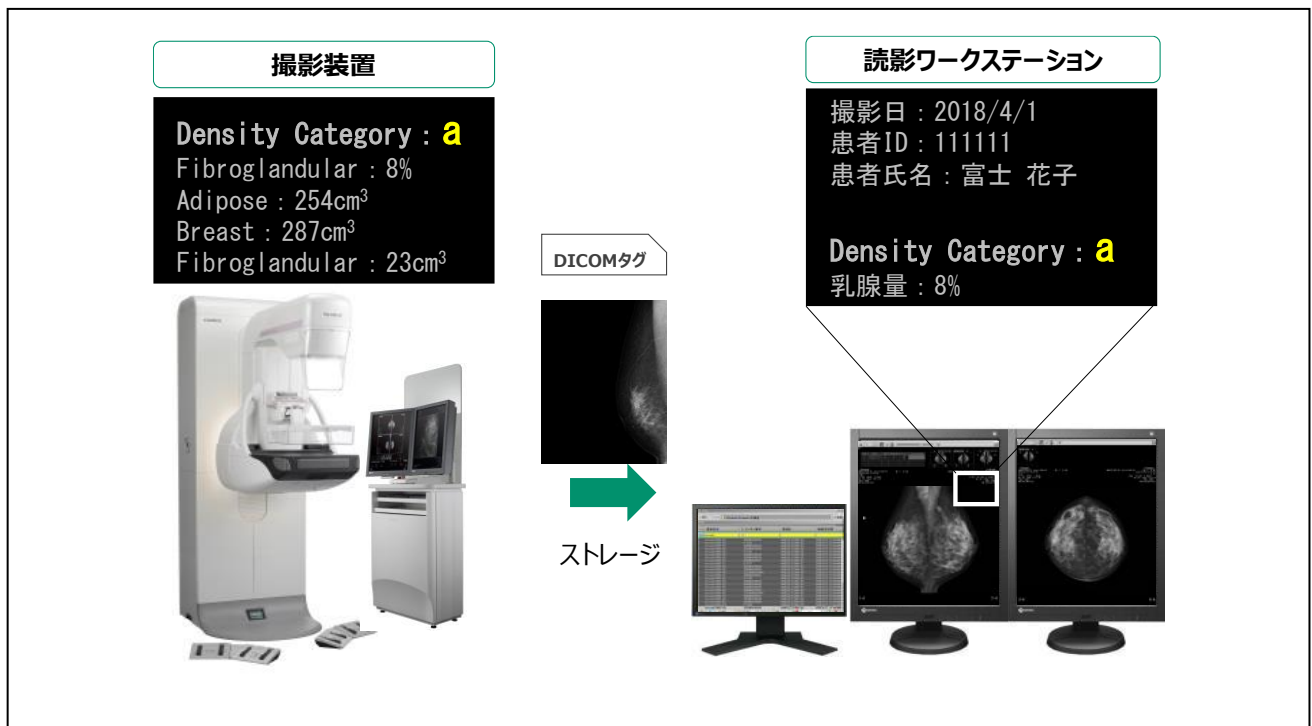 撮影装置
Density Category：a
Fibroglandular：8%
Adipose：254cm³
Breast：287cm³
Fibroglandular：23cm³
DICOMタグ
ストレージ
読影ワークステーション
撮影日：2018/4/1
患者ID：111111
患者氏名：富士 花子
Density Category：a
乳腺量：8%